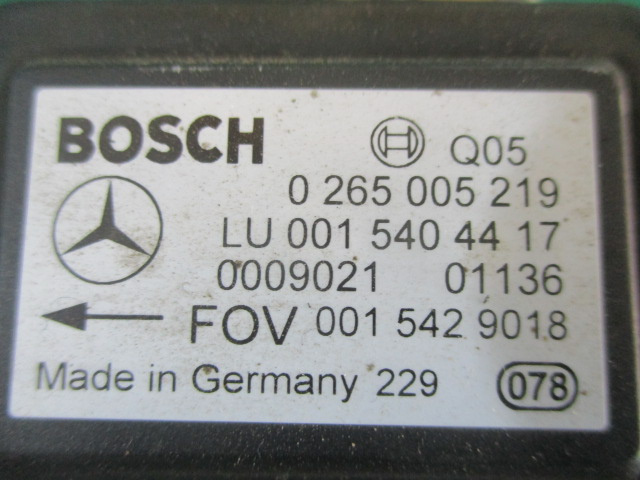 BOSCH Q05
0 265 005 219
LU 001 540 44 17
0009021 01136
FOV 001 542 9018
Made in Germany 229 078